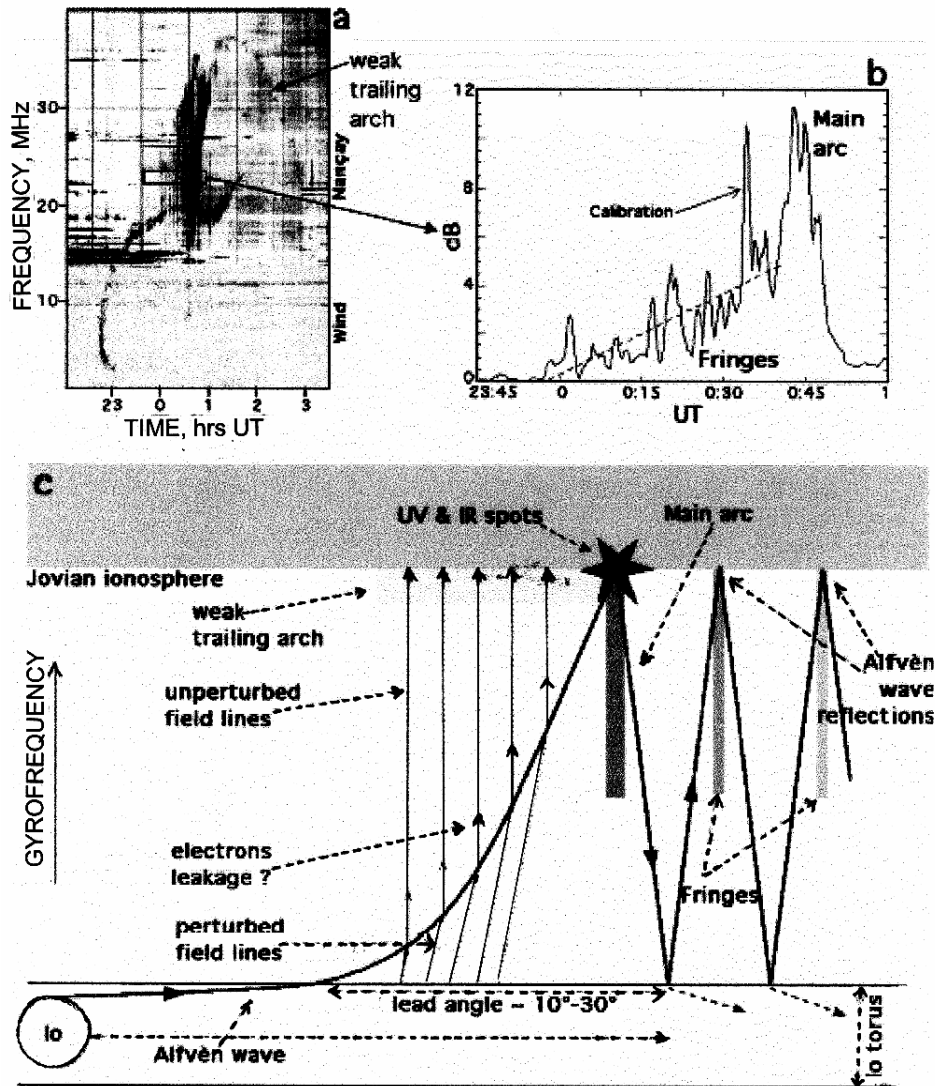 a
weak
trailing
arch
FREQUENCY, MHz
30
20
10
Nançay
Wind
23 0 1 2 3
TIME, hrs UT
b
12
8
4
0
dB
Main
arc
Calibration
Fringes
23:45 0 0:15 0:30 0:45 1
UT
c
UV & IR spots
Main arc
Jovian ionosphere
weak
trailing arch
unperturbed
field lines
Alfvèn
wave
reflections
GYROFREQUENCY
electrons
leakage ?
Fringes
perturbed
field lines
lead angle ~ 10°-30°
Io
Alfvèn wave
Io torus